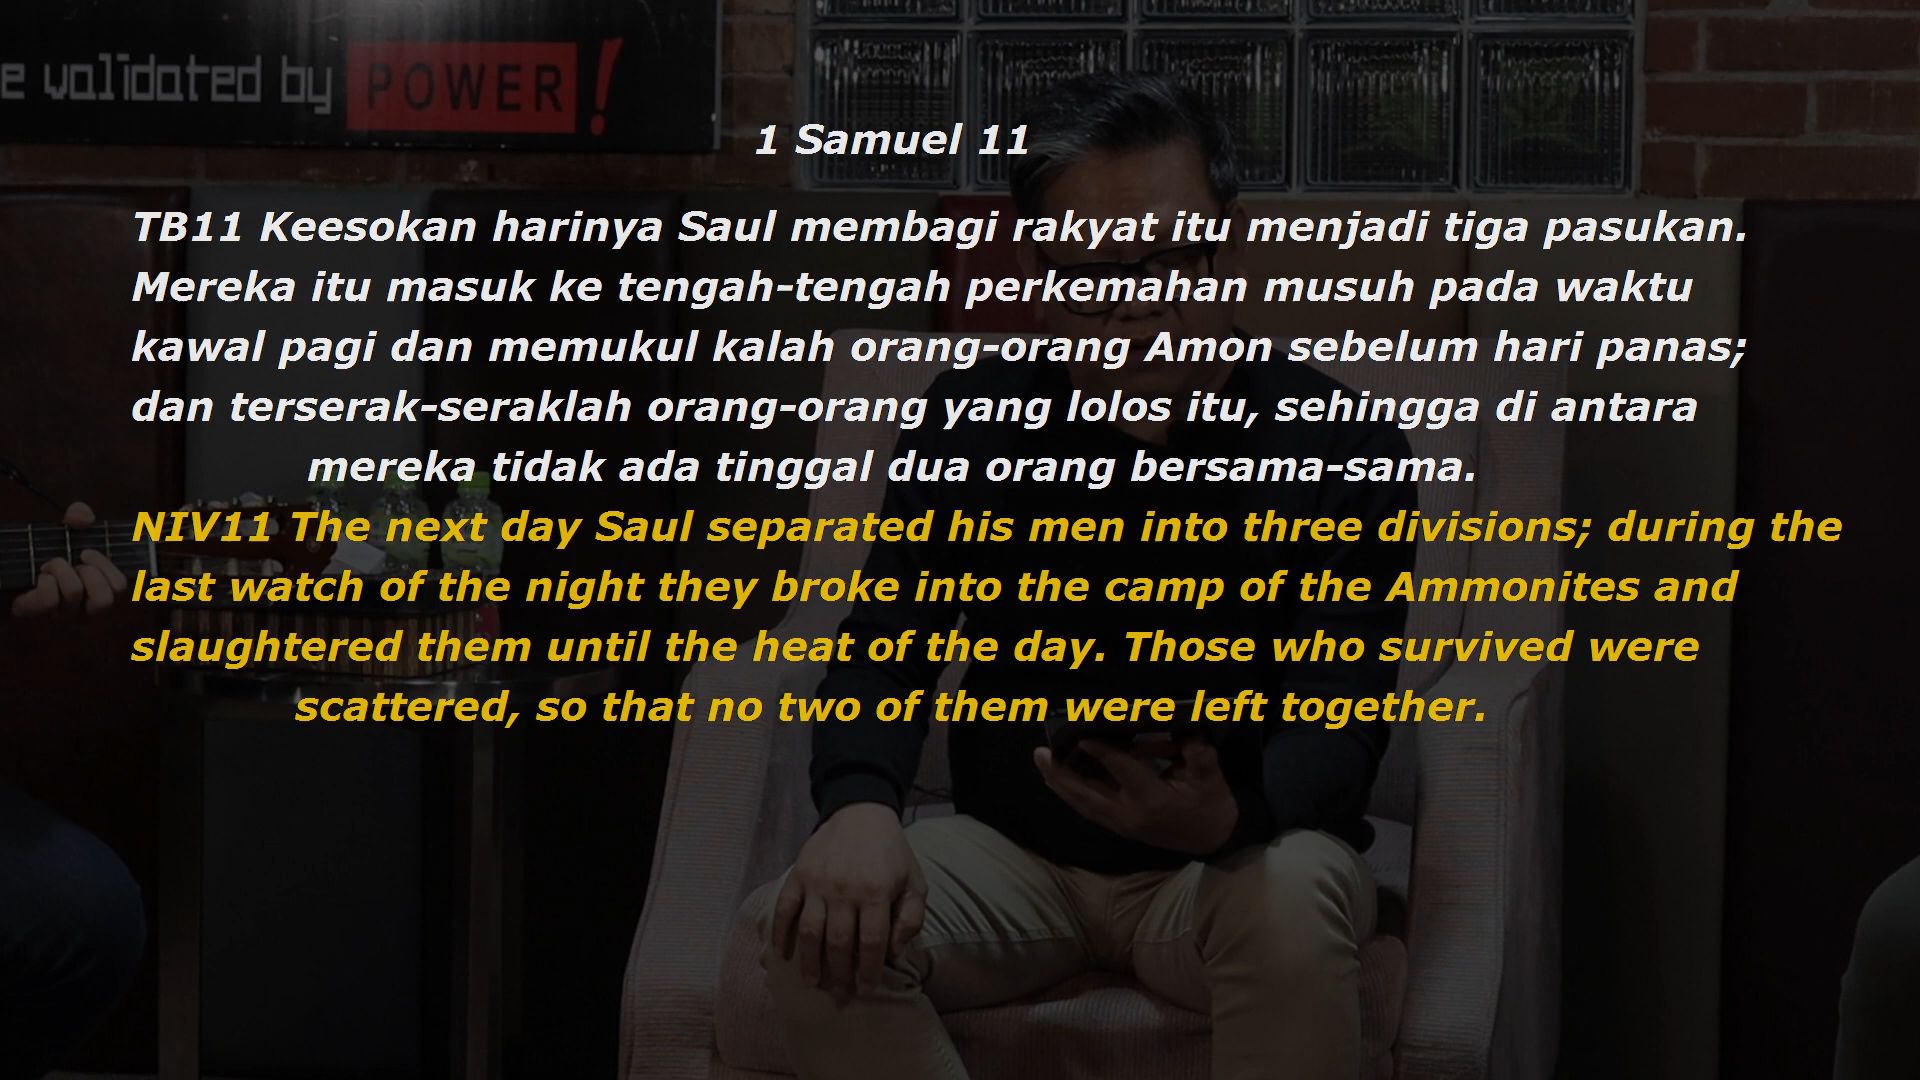 e validated by POWER!
1 Samuel 11
TB11 Keesokan harinya Saul membagi rakyat itu menjadi tiga pasukan.
Mereka itu masuk ke tengah-tengah perkemahan musuh pada waktu
kawal pagi dan memukul kalah orang-orang Amon sebelum hari panas;
dan terserak-seraklah orang-orang yang lolos itu, sehingga di antara
mereka tidak ada tinggal dua orang bersama-sama.
NIV11 The next day Saul separated his men into three divisions; during the
last watch of the night they broke into the camp of the Ammonites and
slaughtered them until the heat of the day. Those who survived were
scattered, so that no two of them were left together.